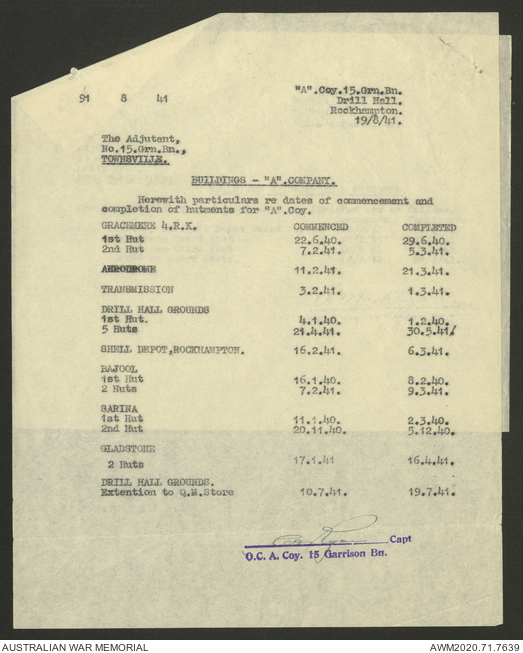 91 8 41
"A".Coy.15.Grn.Bn.
Drill Hall.
Rockhampton.
19/8/41.
The Adjutant,
No.15.Grn.Bn.,
TOWNSVILLE.
BUILDINGS - "A".COMPANY.
Herewith particulars re dates of commencement and
completion of hutments for "A".Coy.
GRACEMERE 4.R.K. COMMENCED COMPLETED
1st Hut 22.6.40. 29.6.40.
2nd Hut 7.2.41. 5.3.41.
AERODROME 11.2.41. 21.3.41.
TRANSMISSION 3.2.41. 1.3.41.
DRILL HALL GROUNDS
1st Hut. 4.1.40. 1.2.40.
5 Huts 21.4.41. 30.5.41/
SHELL DEPOT,ROCKHAMPTON. 16.2.41. 6.3.41.
BAJOOL
1st Hut 16.1.40. 8.2.40.
2 Huts 7.2.41. 9.3.41.
SARINA
1st Hut 11.1.40. 2.3.40.
2nd Hut 20.11.40. 5.12.40.
GLADSTONE
2 Huts 17.1.41 16.4.41.
DRILL HALL GROUNDS.
Extention to Q.M.Store 10.7.41. 19.7.41.
Capt
O.C. A. Coy. 15 Garrison Bn.
AUSTRALIAN WAR MEMORIAL
AWM2020.71.7639